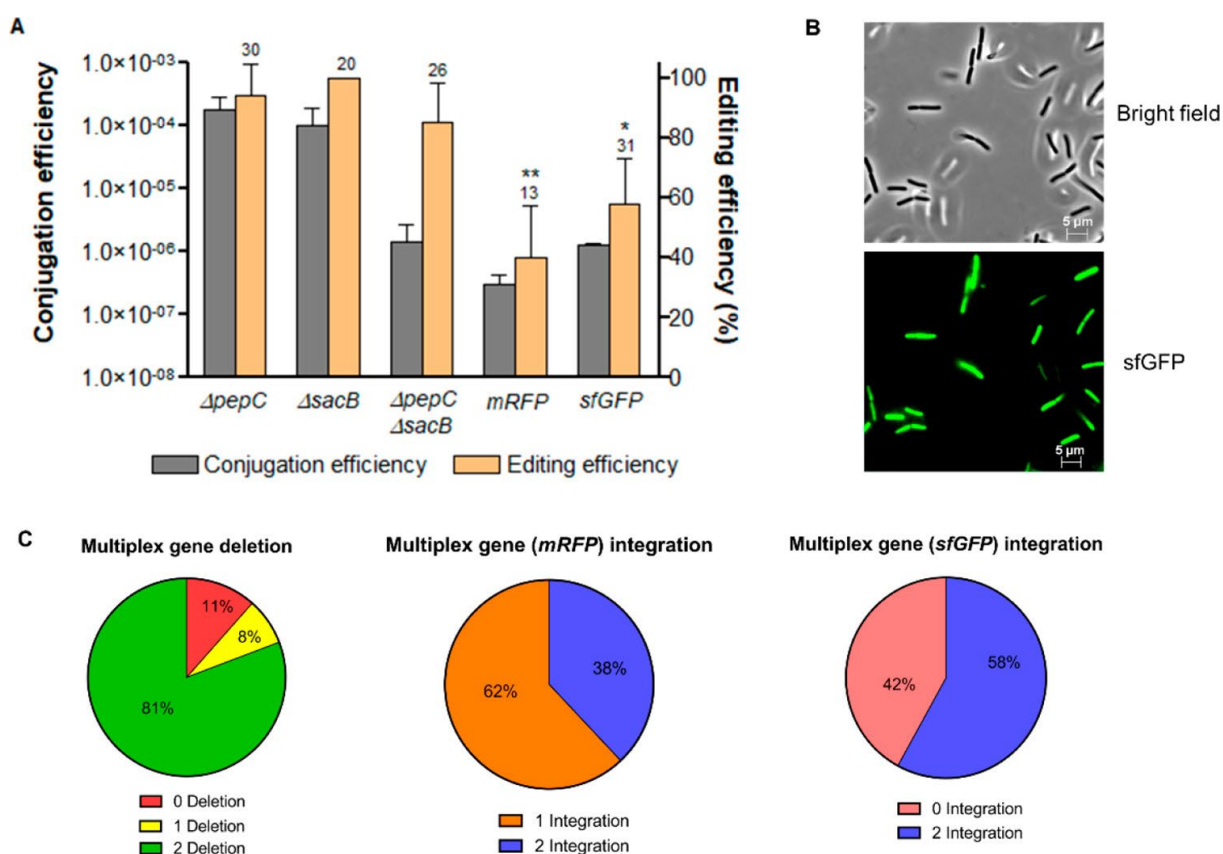 A
Conjugation efficiency
1.0×10⁻⁰³
1.0×10⁻⁰⁴
1.0×10⁻⁰⁵
1.0×10⁻⁰⁶
1.0×10⁻⁰⁷
1.0×10⁻⁰⁸
30
20
26
**
13
*
31
100
80
60
40
20
0
Editing efficiency (%)
ΔpepC
ΔsacB
ΔpepC
ΔsacB
mRFP
sfGFP
Conjugation efficiency
Editing efficiency
B
Bright field
5 µm
sfGFP
5 µm
C
Multiplex gene deletion
11%
8%
81%
0 Deletion
1 Deletion
2 Deletion
Multiplex gene (mRFP) integration
38%
62%
1 Integration
2 Integration
Multiplex gene (sfGFP) integration
58%
42%
0 Integration
2 Integration